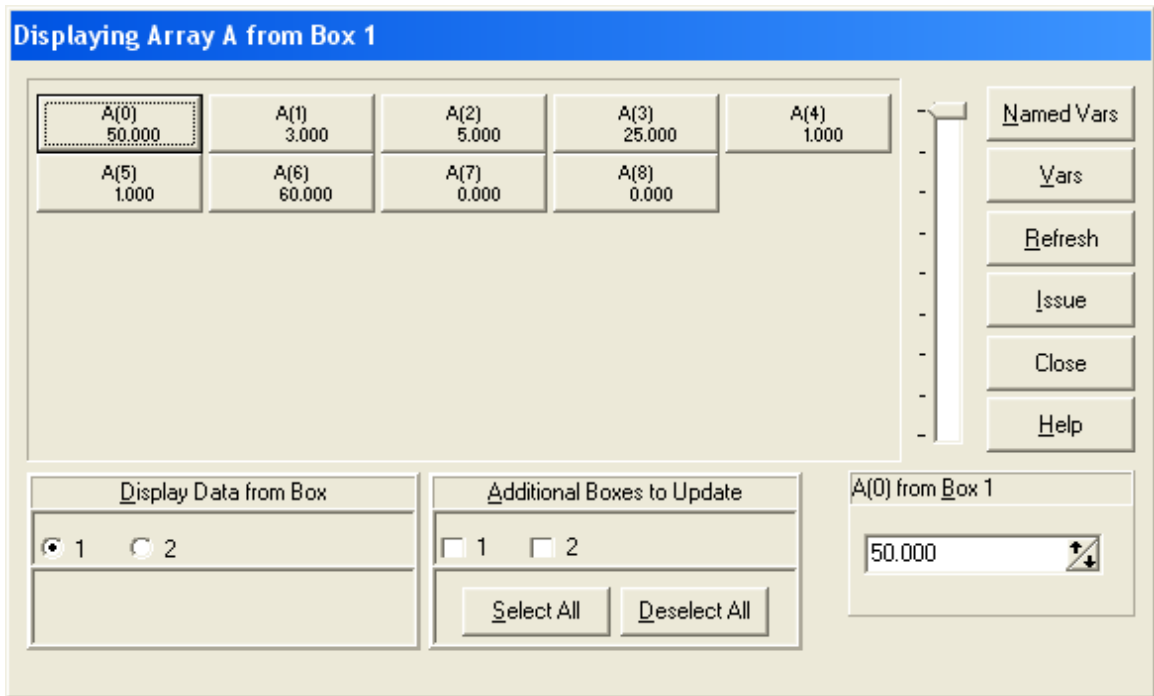 Displaying Array A from Box 1
A(0) A(1) A(2) A(3) A(4)
50.000 3.000 5.000 25.000 1.000
A(5) A(6) A(7) A(8)
1.000 60.000 0.000 0.000
Named Vars
Vars
Refresh
Issue
Close
Help
Display Data from Box
1 2
Additional Boxes to Update
1 2
Select All Deselect All
A(0) from Box 1
50.000